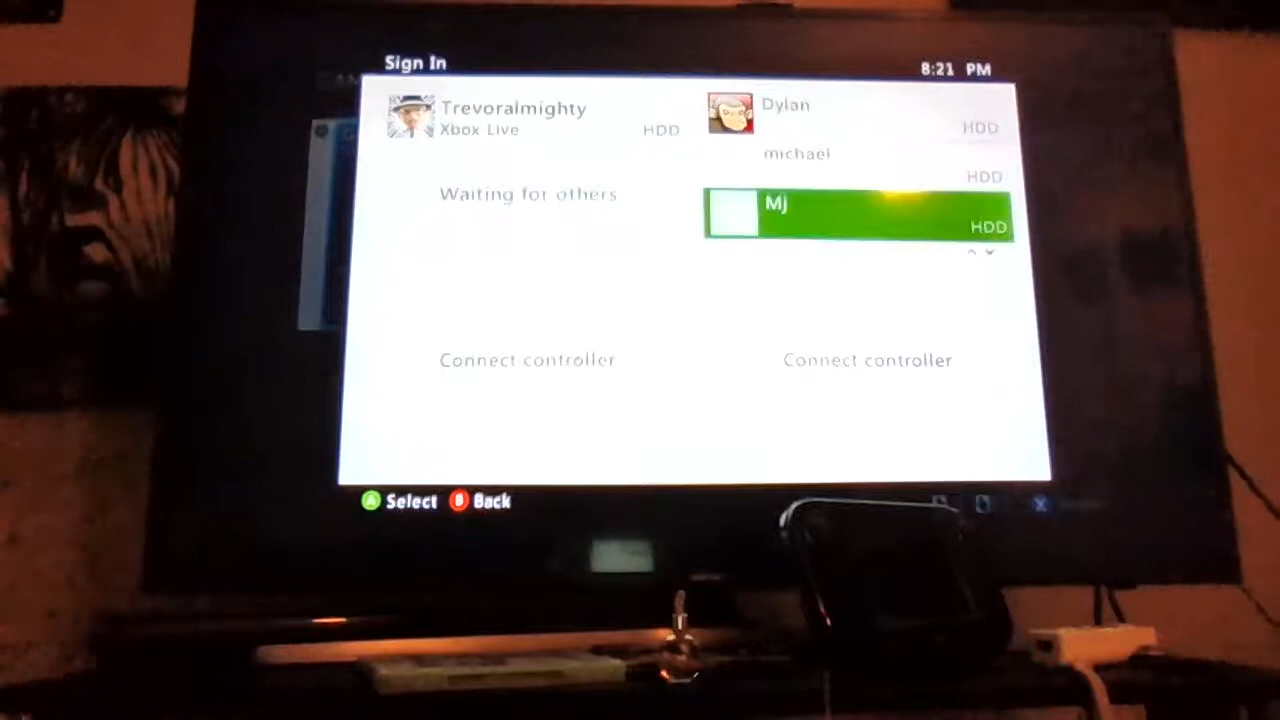 Sign In
8:21 PM
Trevoralmighty
Xbox Live
HDD
Waiting for others
Dylan
HDD
michael
HDD
Mj
HDD
Connect controller
Connect controller
A Select B Back
X